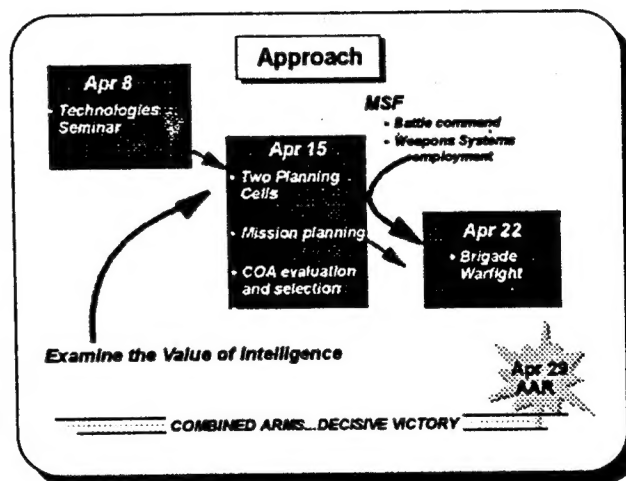 Approach
Apr 8
• Technologies
Seminar
MSF
• Battle command
• Weapons Systems
employment
Apr 15
• Two Planning
Cells
• Mission planning
• COA evaluation
and selection
Apr 22
• Brigade
Warfight
Examine the Value of Intelligence
Apr 29
AAR
COMBINED ARMS...DECISIVE VICTORY